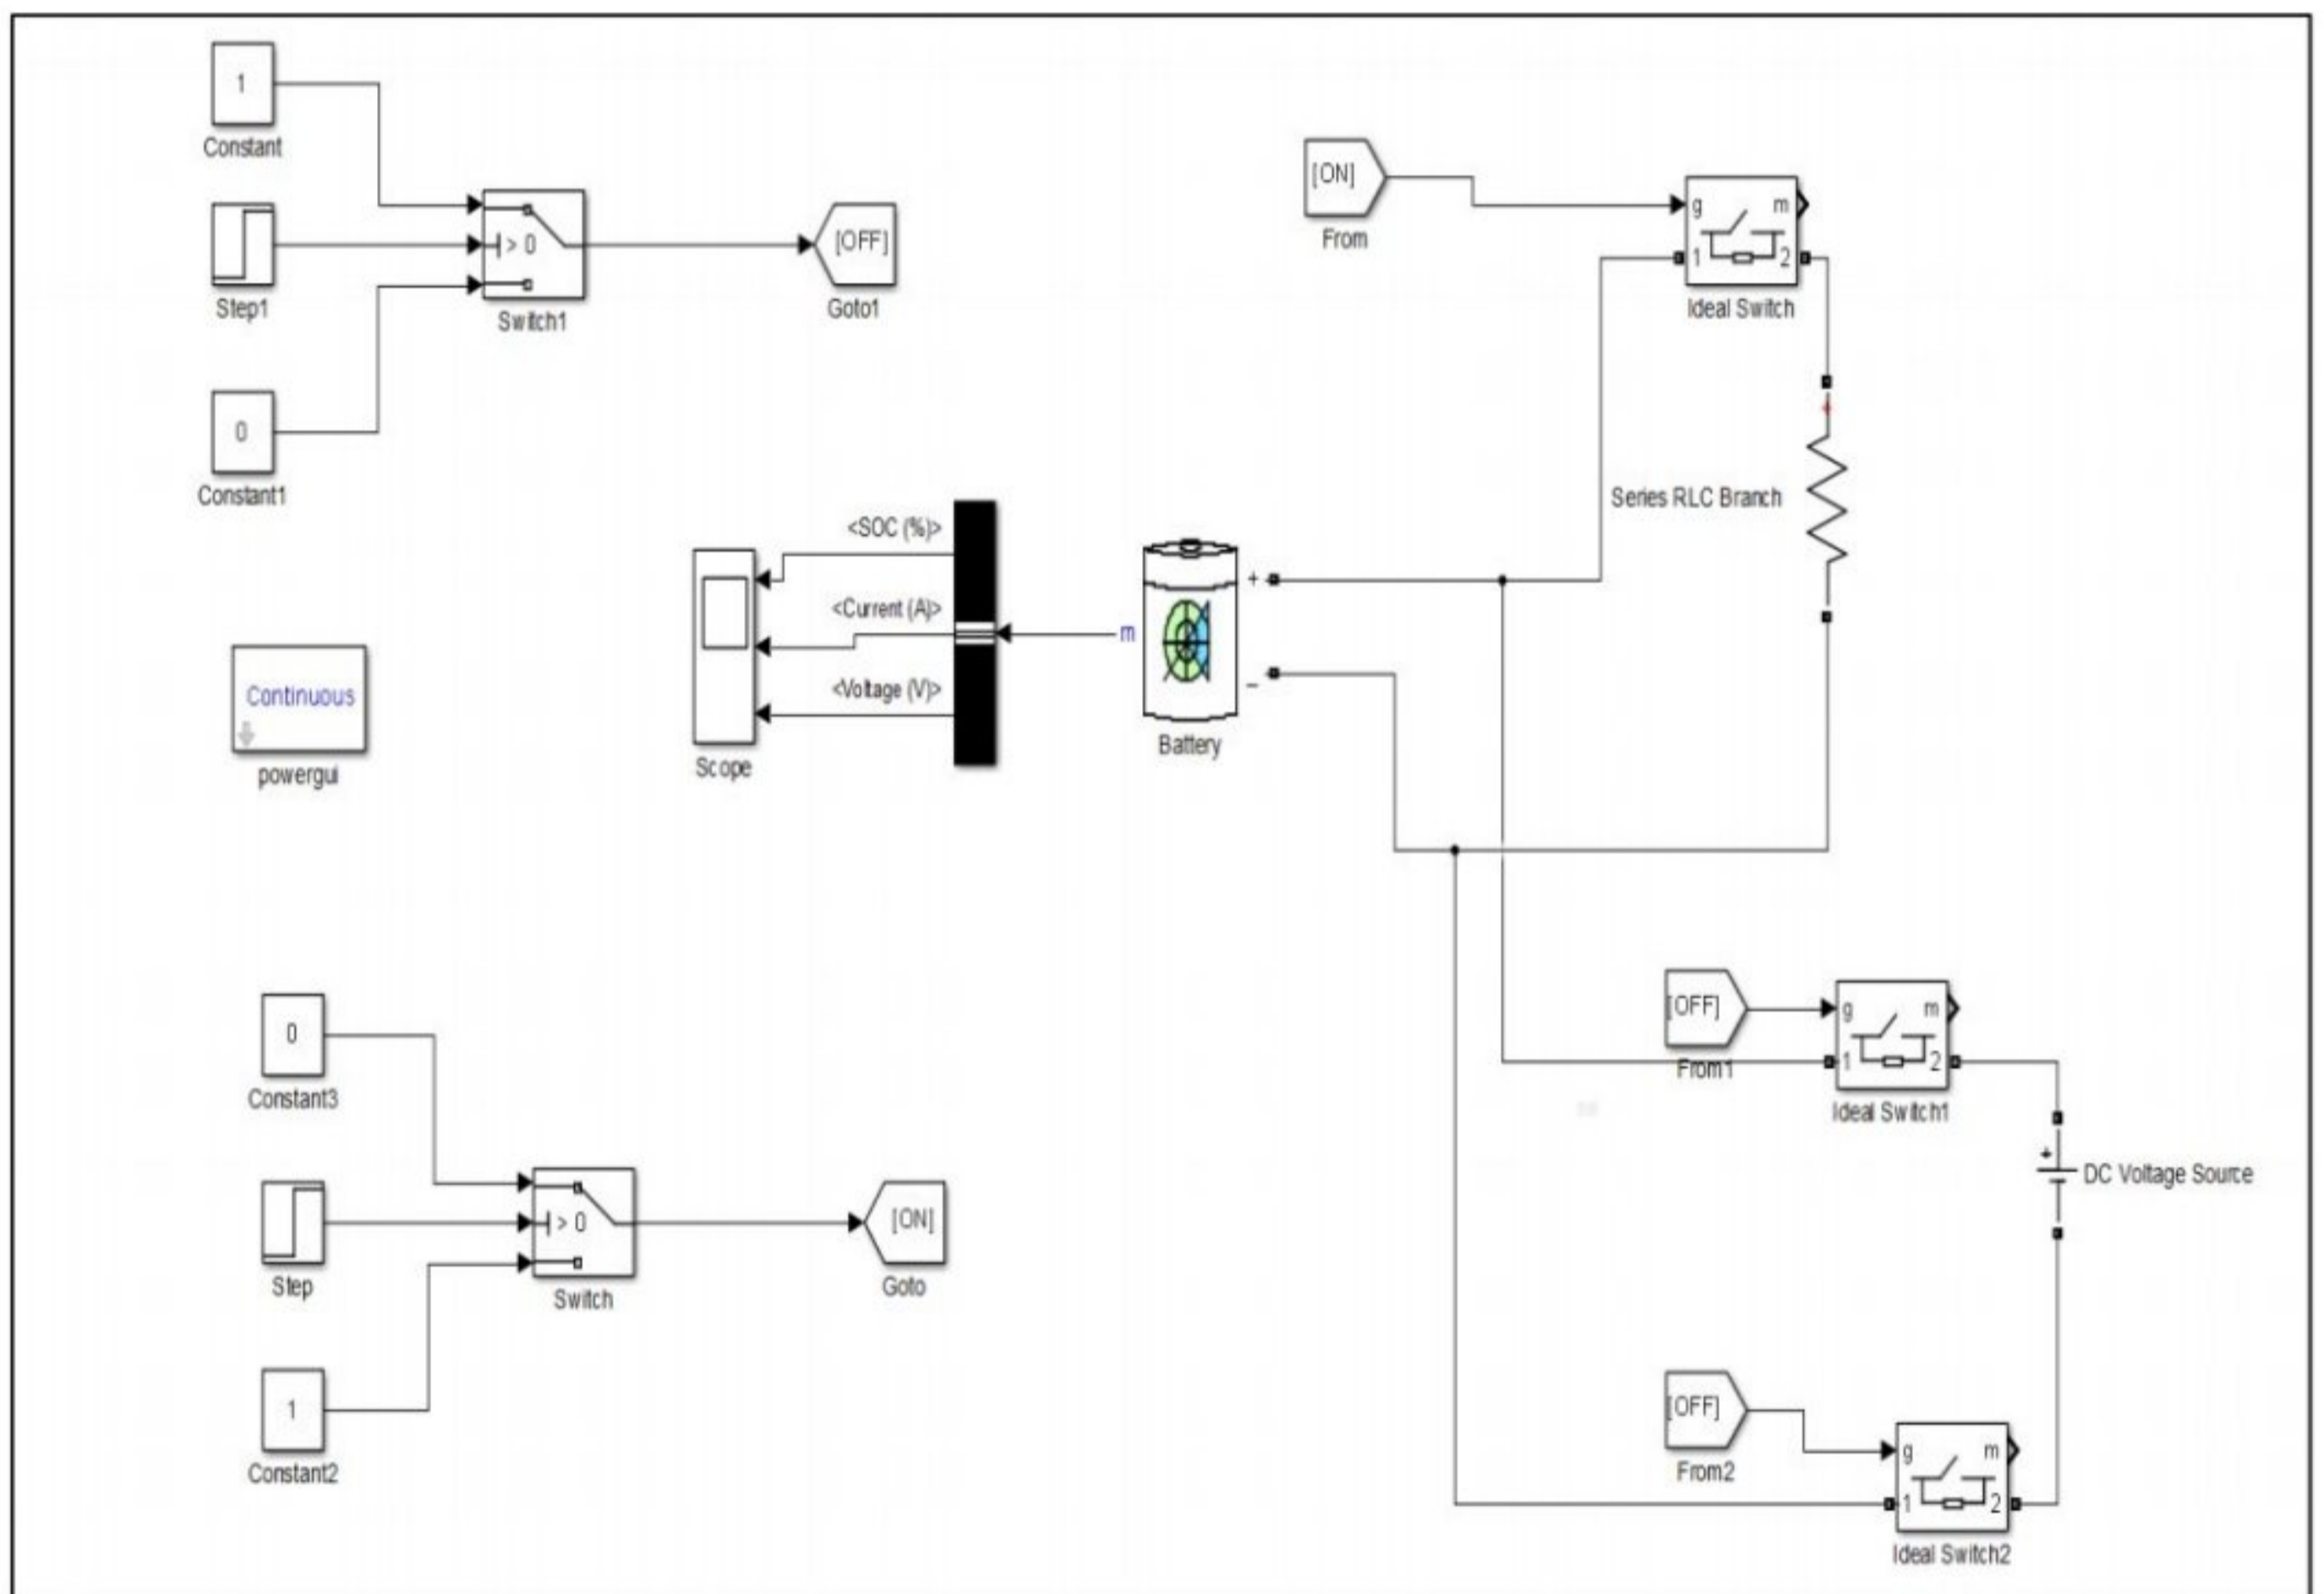 1
Constant
Step1
> 0
Switch1
[OFF]
Goto1
0
Constant1
[ON]
From
g
m
1
2
Ideal Switch
+
Series RLC Branch
<SOC (%)>
<Current (A)>
<Voltage (V)>
Scope
m
+
–
Battery
Continuous
powergui
0
Constant3
Step
> 0
Switch
[ON]
Goto
1
Constant2
[OFF]
From1
g
m
1
2
Ideal Switch1
+
DC Voltage Source
[OFF]
From2
g
m
1
2
Ideal Switch2